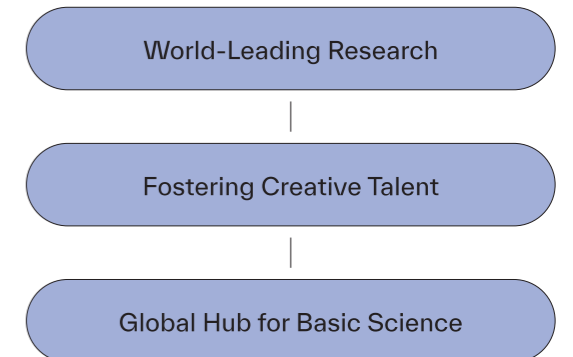 World-Leading Research
Fostering Creative Talent
Global Hub for Basic Science